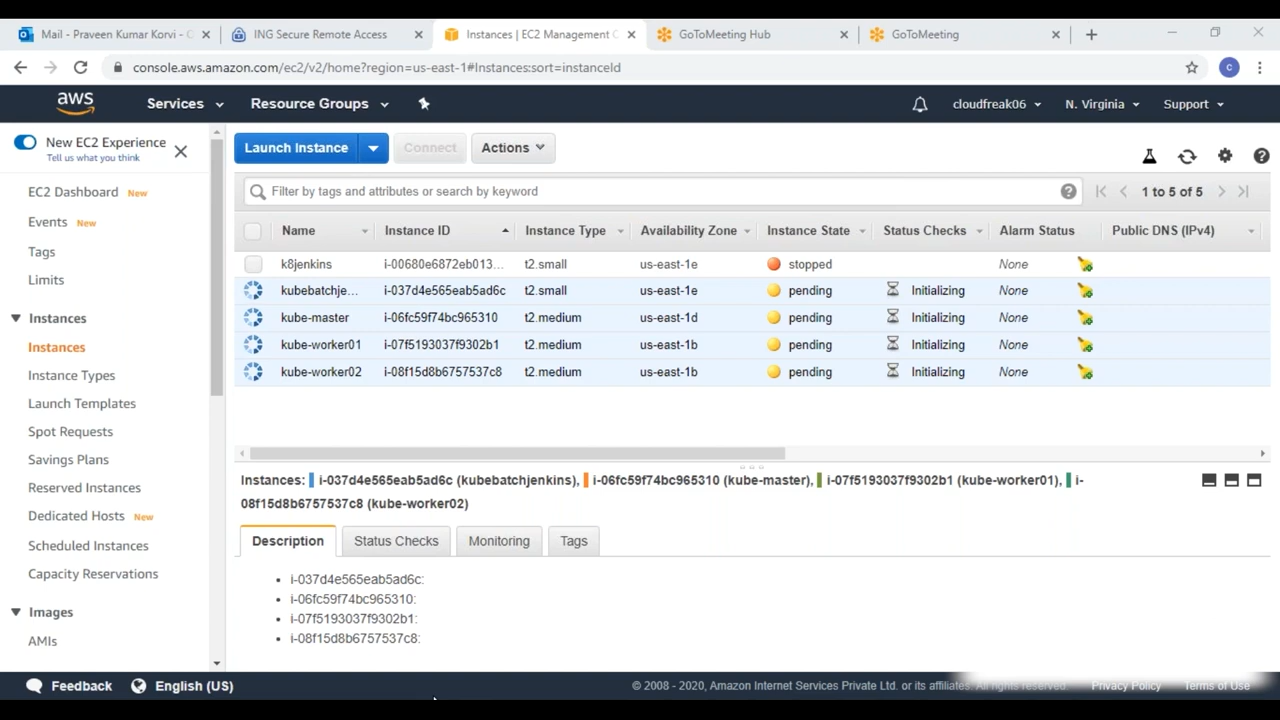 Mail - Praveen Kumar Korvi - C
ING Secure Remote Access
Instances | EC2 Management C
GoToMeeting Hub
GoToMeeting
console.aws.amazon.com/ec2/v2/home?region=us-east-1#Instances:sort=instanceId
C
aws
Services
Resource Groups
cloudfreak06
N. Virginia
Support
New EC2 Experience
Tell us what you think
EC2 Dashboard New
Events New
Tags
Limits
Instances
Instances
Instance Types
Launch Templates
Spot Requests
Savings Plans
Reserved Instances
Dedicated Hosts New
Scheduled Instances
Capacity Reservations
Images
AMIs
Launch Instance Connect Actions
Filter by tags and attributes or search by keyword
1 to 5 of 5
Name Instance ID Instance Type Availability Zone Instance State Status Checks Alarm Status Public DNS (IPv4)
k8jenkins i-00680e6872eb013... t2.small us-east-1e stopped None
kubebatchje... i-037d4e565eab5ad6c t2.small us-east-1e pending Initializing None
kube-master i-06fc59f74bc965310 t2.medium us-east-1d pending Initializing None
kube-worker01 i-07f5193037f9302b1 t2.medium us-east-1b pending Initializing None
kube-worker02 i-08f15d8b6757537c8 t2.medium us-east-1b pending Initializing None
Instances: i-037d4e565eab5ad6c (kubebatchjenkins), i-06fc59f74bc965310 (kube-master), i-07f5193037f9302b1 (kube-worker01), i-
08f15d8b6757537c8 (kube-worker02)
Description Status Checks Monitoring Tags
i-037d4e565eab5ad6c:
i-06fc59f74bc965310:
i-07f5193037f9302b1:
i-08f15d8b6757537c8:
Feedback English (US)
© 2008 - 2020, Amazon Internet Services Private Ltd. or its affiliates. All rights reserved. Privacy Policy Terms of Use